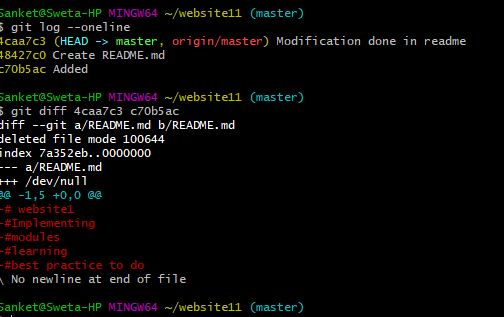 Sanket@Sweta-HP MINGW64 ~/website11 (master)
$ git log --oneline
4caa7c3 (HEAD -> master, origin/master) Modification done in readme
48427c0 Create README.md
c70b5ac Added
Sanket@Sweta-HP MINGW64 ~/website11 (master)
$ git diff 4caa7c3 c70b5ac
diff --git a/README.md b/README.md
deleted file mode 100644
index 7a352eb..0000000
--- a/README.md
+++ /dev/null
@@ -1,5 +0,0 @@
-# website1
-#Implementing
-#modules
-#learning
-#best practice to do
\ No newline at end of file
Sanket@Sweta-HP MINGW64 ~/website11 (master)